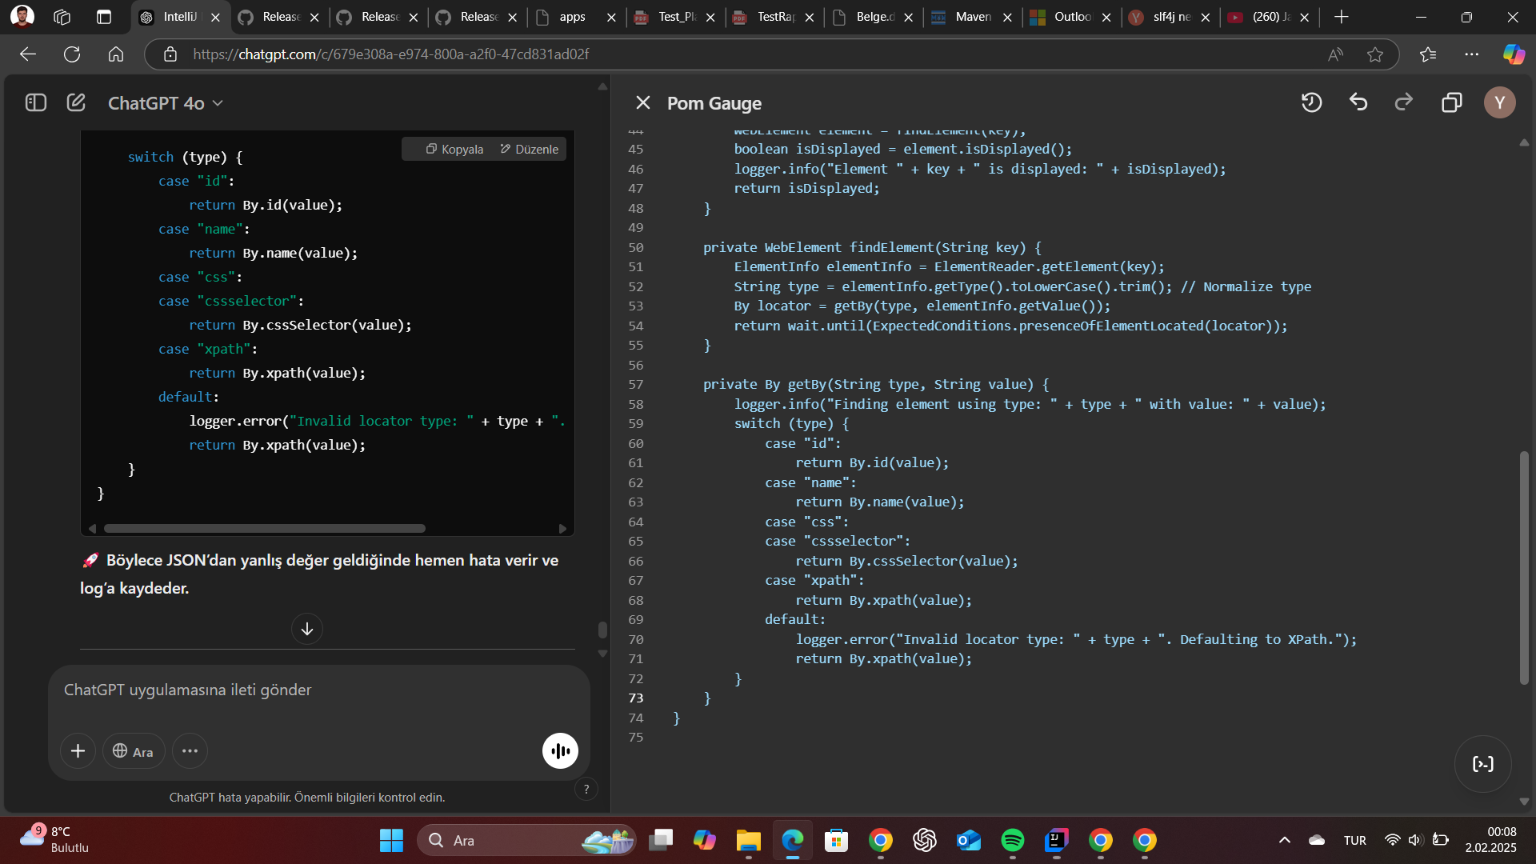 IntelliJ
Release
Release
Release
apps
Test_Pla
TestRap
Belge.d
Maven
Outloo
slf4j ne
(260) Ja
https://chatgpt.com/c/679e308a-e974-800a-a2f0-47cd831ad02f
ChatGPT 4o
Kopyala
Düzenle
switch (type) {
case "id":
return By.id(value);
case "name":
return By.name(value);
case "css":
case "cssselector":
return By.cssSelector(value);
case "xpath":
return By.xpath(value);
default:
logger.error("Invalid locator type: " + type + ".
return By.xpath(value);
}
}
🚀 Böylece JSON’dan yanlış değer geldiğinde hemen hata verir ve
log’a kaydeder.
ChatGPT uygulamasına ileti gönder
Ara
ChatGPT hata yapabilir. Önemli bilgileri kontrol edin.
?
Pom Gauge
Y
44 WebElement element = findElement(key);
45 boolean isDisplayed = element.isDisplayed();
46 logger.info("Element " + key + " is displayed: " + isDisplayed);
47 return isDisplayed;
48 }
49
50 private WebElement findElement(String key) {
51 ElementInfo elementInfo = ElementReader.getElement(key);
52 String type = elementInfo.getType().toLowerCase().trim(); // Normalize type
53 By locator = getBy(type, elementInfo.getValue());
54 return wait.until(ExpectedConditions.presenceOfElementLocated(locator));
55 }
56
57 private By getBy(String type, String value) {
58 logger.info("Finding element using type: " + type + " with value: " + value);
59 switch (type) {
60 case "id":
61 return By.id(value);
62 case "name":
63 return By.name(value);
64 case "css":
65 case "cssselector":
66 return By.cssSelector(value);
67 case "xpath":
68 return By.xpath(value);
69 default:
70 logger.error("Invalid locator type: " + type + ". Defaulting to XPath.");
71 return By.xpath(value);
72 }
73 }
74 }
75
9
8°C
Bulutlu
Ara
TUR
00:08
2.02.2025